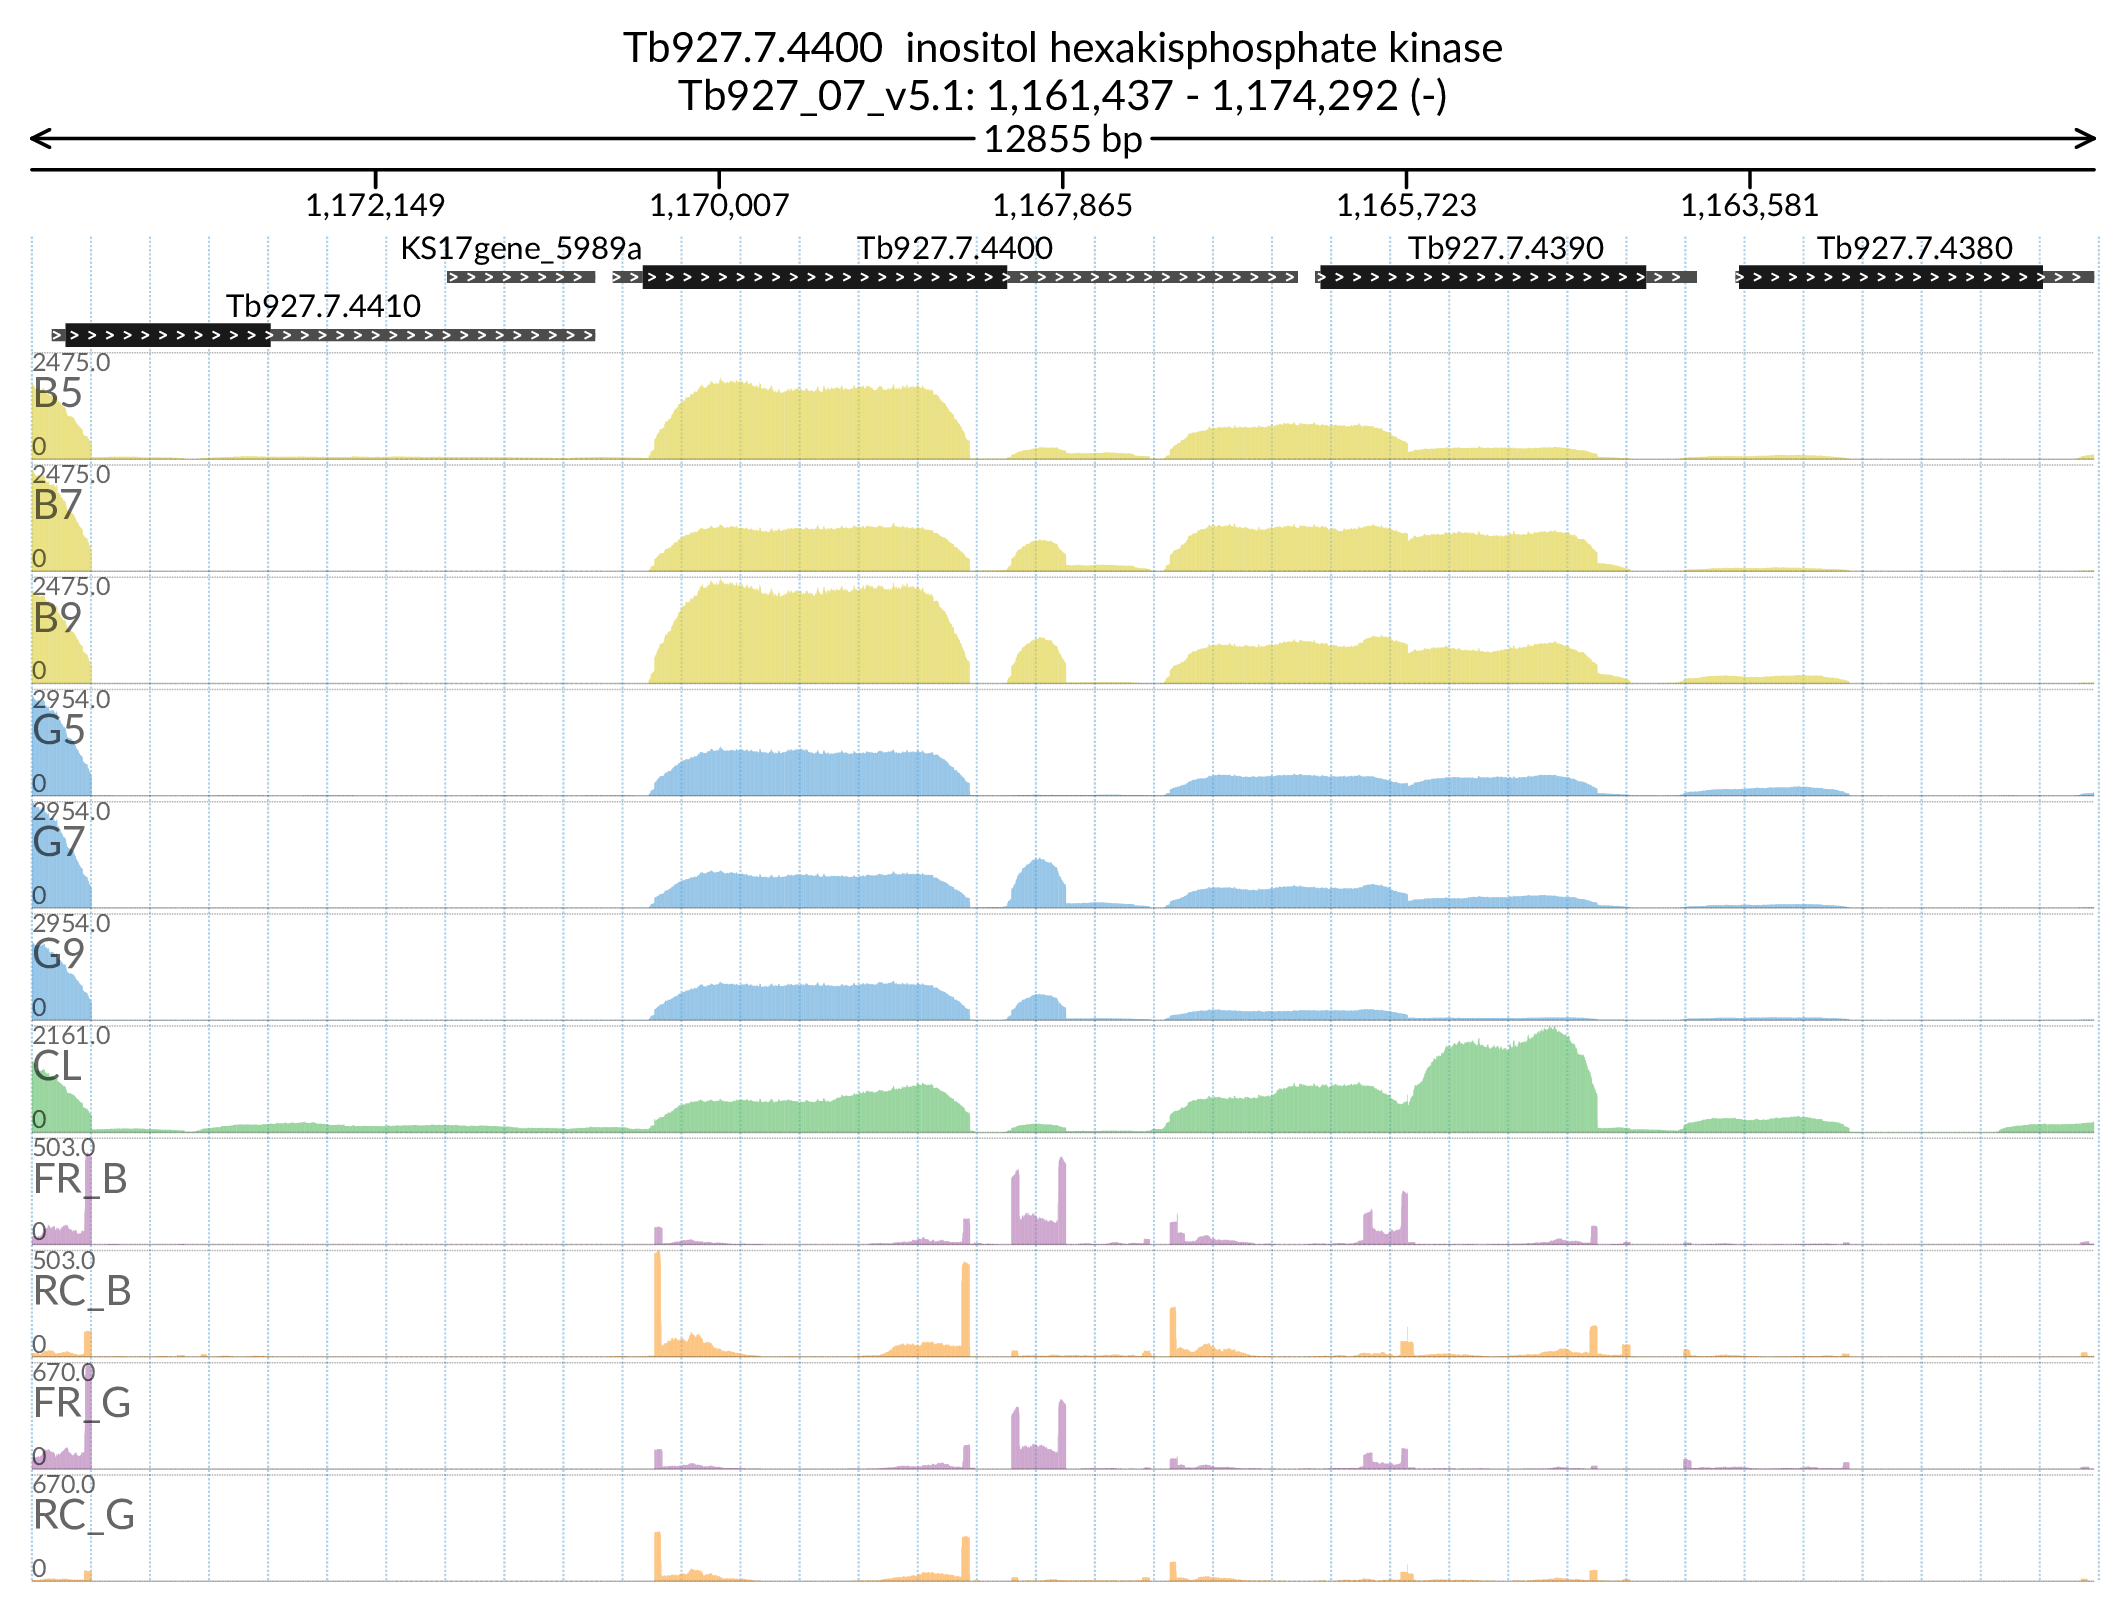 Tb927.7.4400  inositol hexakisphosphate kinase
Tb927_07_v5.1: 1,161,437 - 1,174,292 (-)
12855 bp
1,172,149 1,170,007 1,167,865 1,165,723 1,163,581
KS17gene_5989a Tb927.7.4400 Tb927.7.4390 Tb927.7.4380
Tb927.7.4410
2475.0
B5
0
2475.0
B7
0
2475.0
B9
0
2954.0
G5
0
2954.0
G7
0
2954.0
G9
0
2161.0
CL
0
503.0
FR_B
0
503.0
RC_B
0
670.0
FR_G
0
670.0
RC_G
0